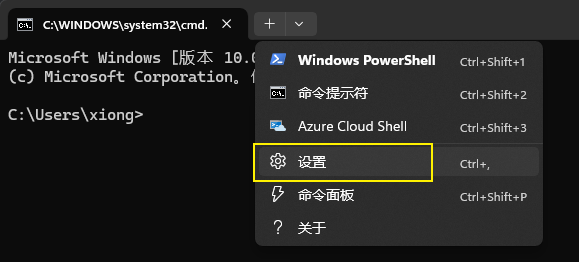 C:\WINDOWS\system32\cmd.
Microsoft Windows [版本 10.0
(c) Microsoft Corporation。
C:\Users\xiong>
Windows PowerShell Ctrl+Shift+1
命令提示符 Ctrl+Shift+2
Azure Cloud Shell Ctrl+Shift+3
设置 Ctrl+,
命令面板 Ctrl+Shift+P
关于